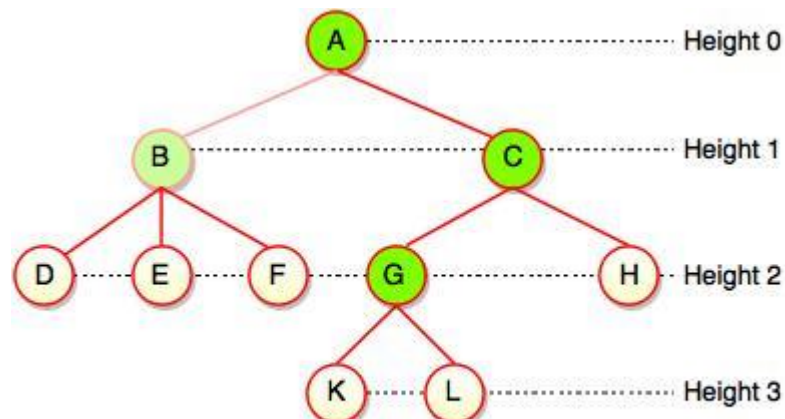 A Height 0
B C Height 1
D E F G H Height 2
K L Height 3